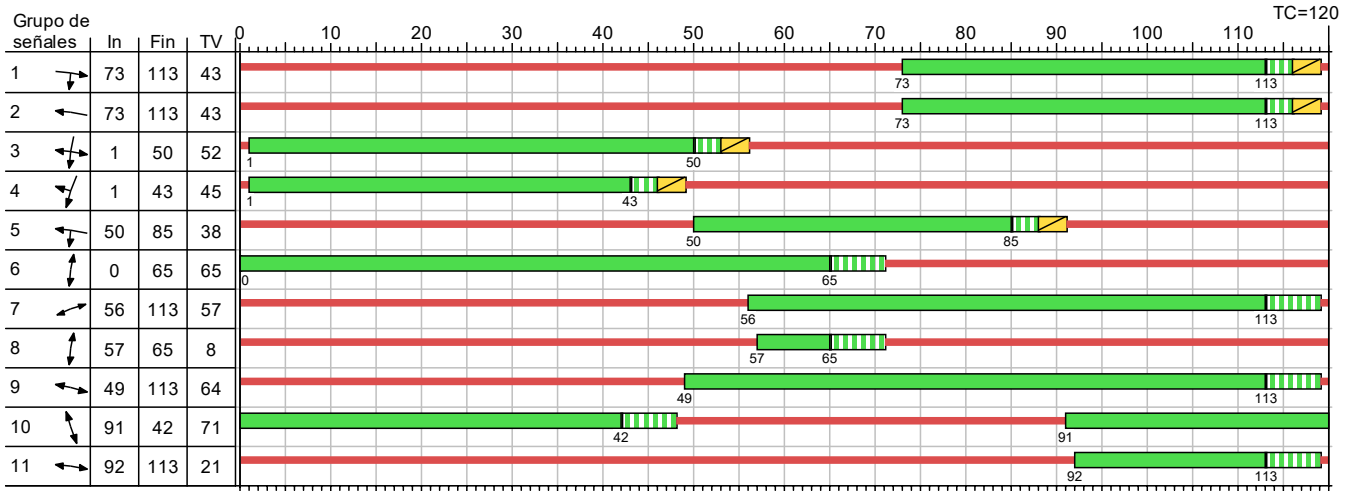 TC=120
Grupo de
señales In Fin TV 0 10 20 30 40 50 60 70 80 90 100 110
1 73 113 43
73 113
2 73 113 43
73 113
3 1 50 52
1 50
4 1 43 45
1 43
5 50 85 38
50 85
6 0 65 65
0 65
7 56 113 57
56 113
8 57 65 8
57 65
9 49 113 64
49 113
10 91 42 71
42 91
11 92 113 21
92 113